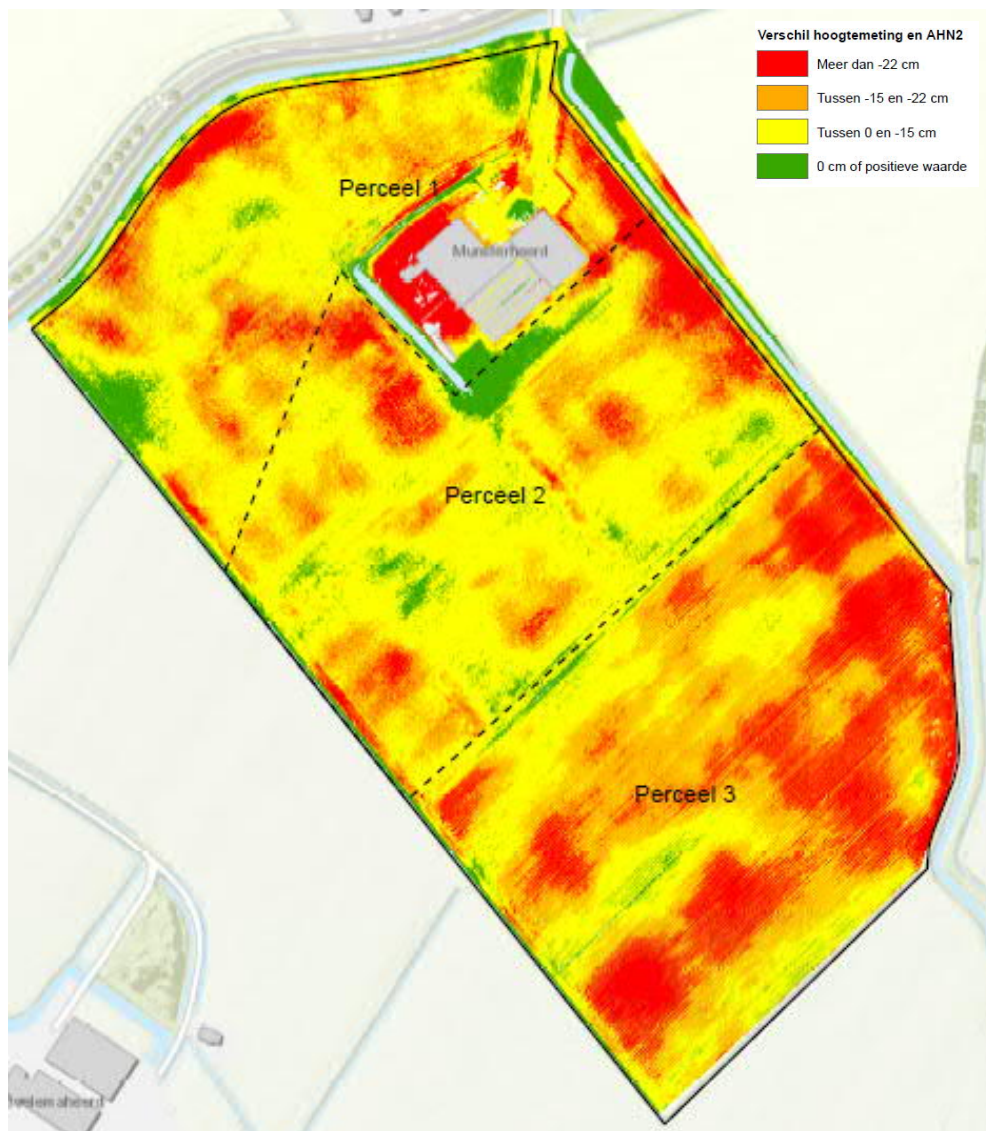 Verschil hoogtemeting en AHN2
Meer dan -22 cm
Tussen -15 en -22 cm
Tussen 0 en -15 cm
0 cm of positieve waarde
Perceel 1
Munsterheerd
Perceel 2
Perceel 3